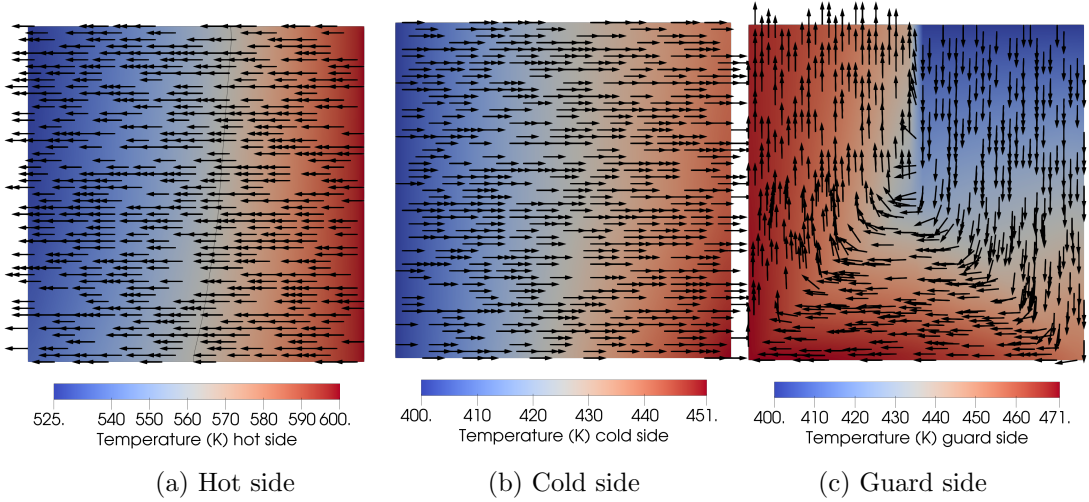 525. 540 550 560 570 580 590 600.
Temperature (K) hot side
400. 410 420 430 440 451.
Temperature (K) cold side
400. 410 420 430 440 450 460 471.
Temperature (K) guard side
(a) Hot side
(b) Cold side
(c) Guard side